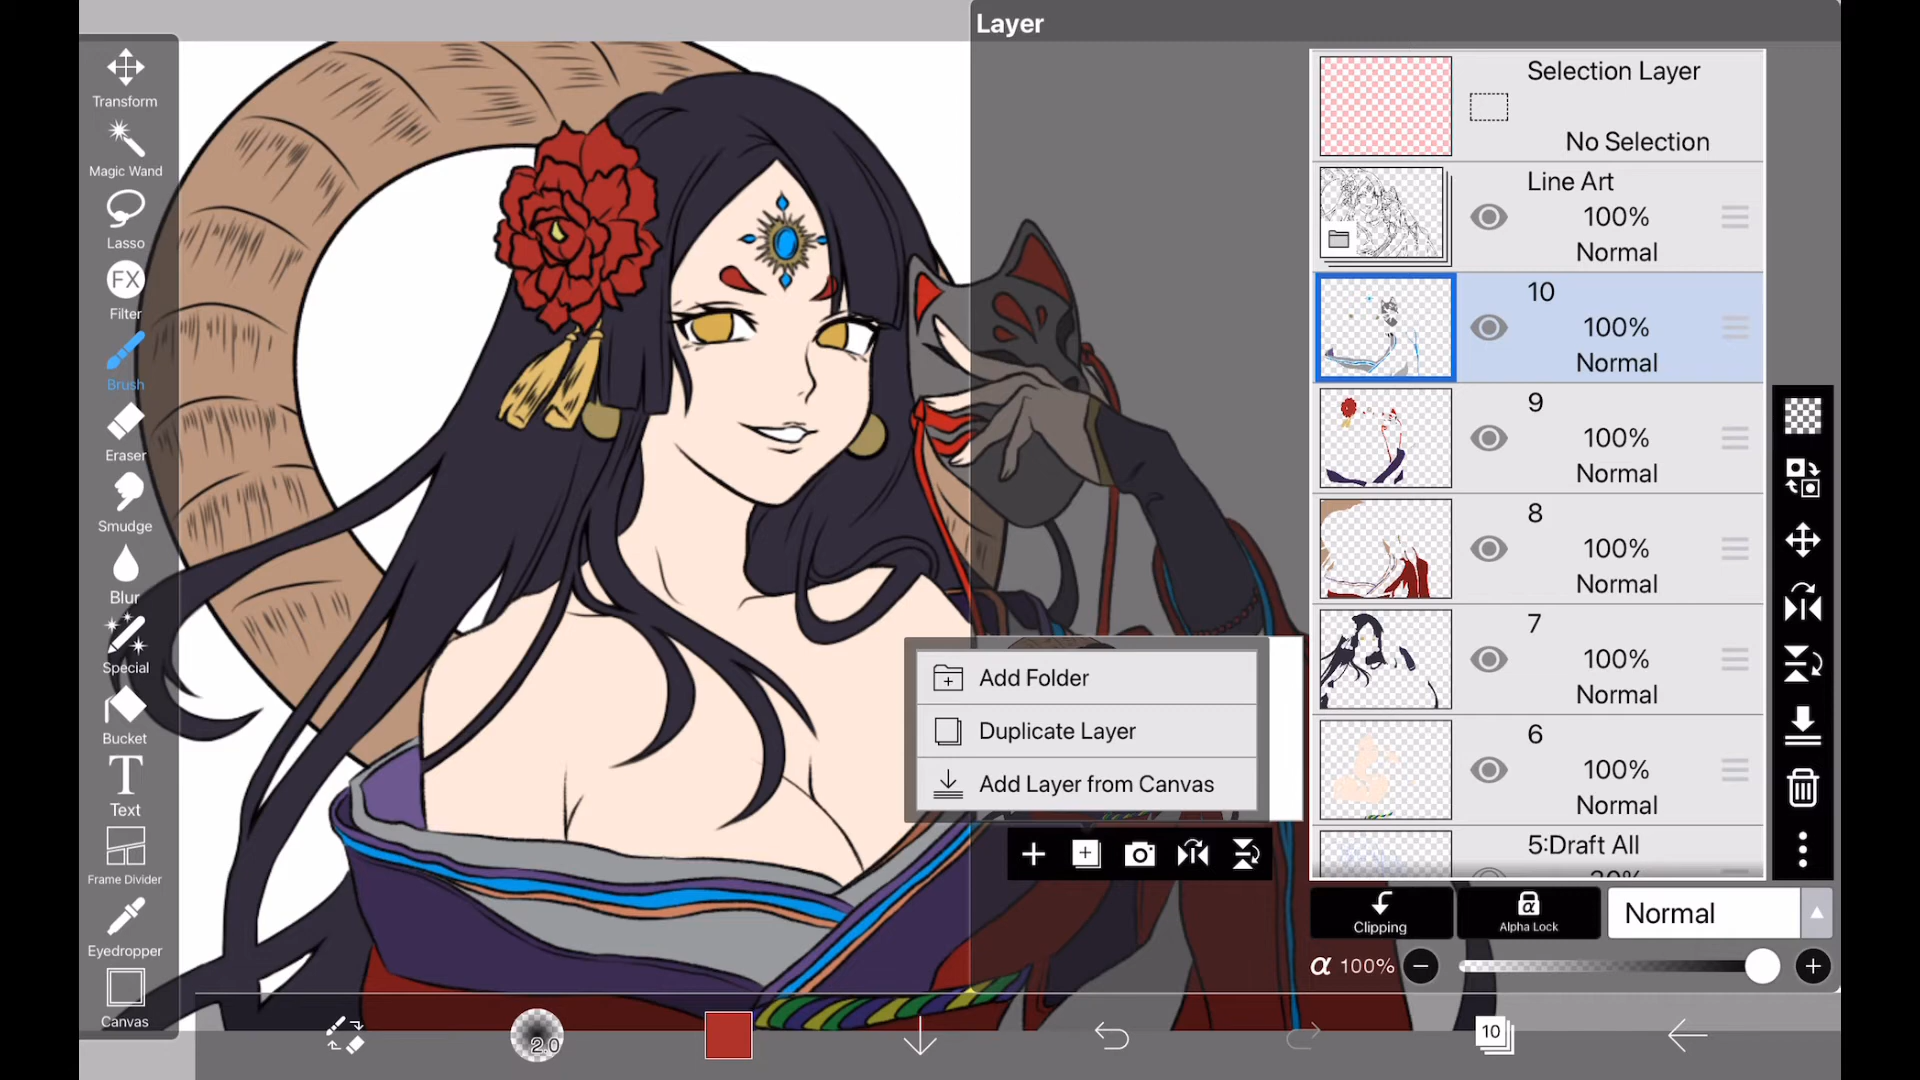 Layer
Transform
Magic Wand
Lasso
FX
Filter
Brush
Eraser
Smudge
Blur
Special
Bucket
T
Text
Frame Divider
Eyedropper
Canvas
Selection Layer
No Selection
Line Art
100%
Normal
10
100%
Normal
9
100%
Normal
8
100%
Normal
7
100%
Normal
6
100%
Normal
5:Draft All
Add Folder
Duplicate Layer
Add Layer from Canvas
Clipping
α
Alpha Lock
Normal
α 100%
2.0
10